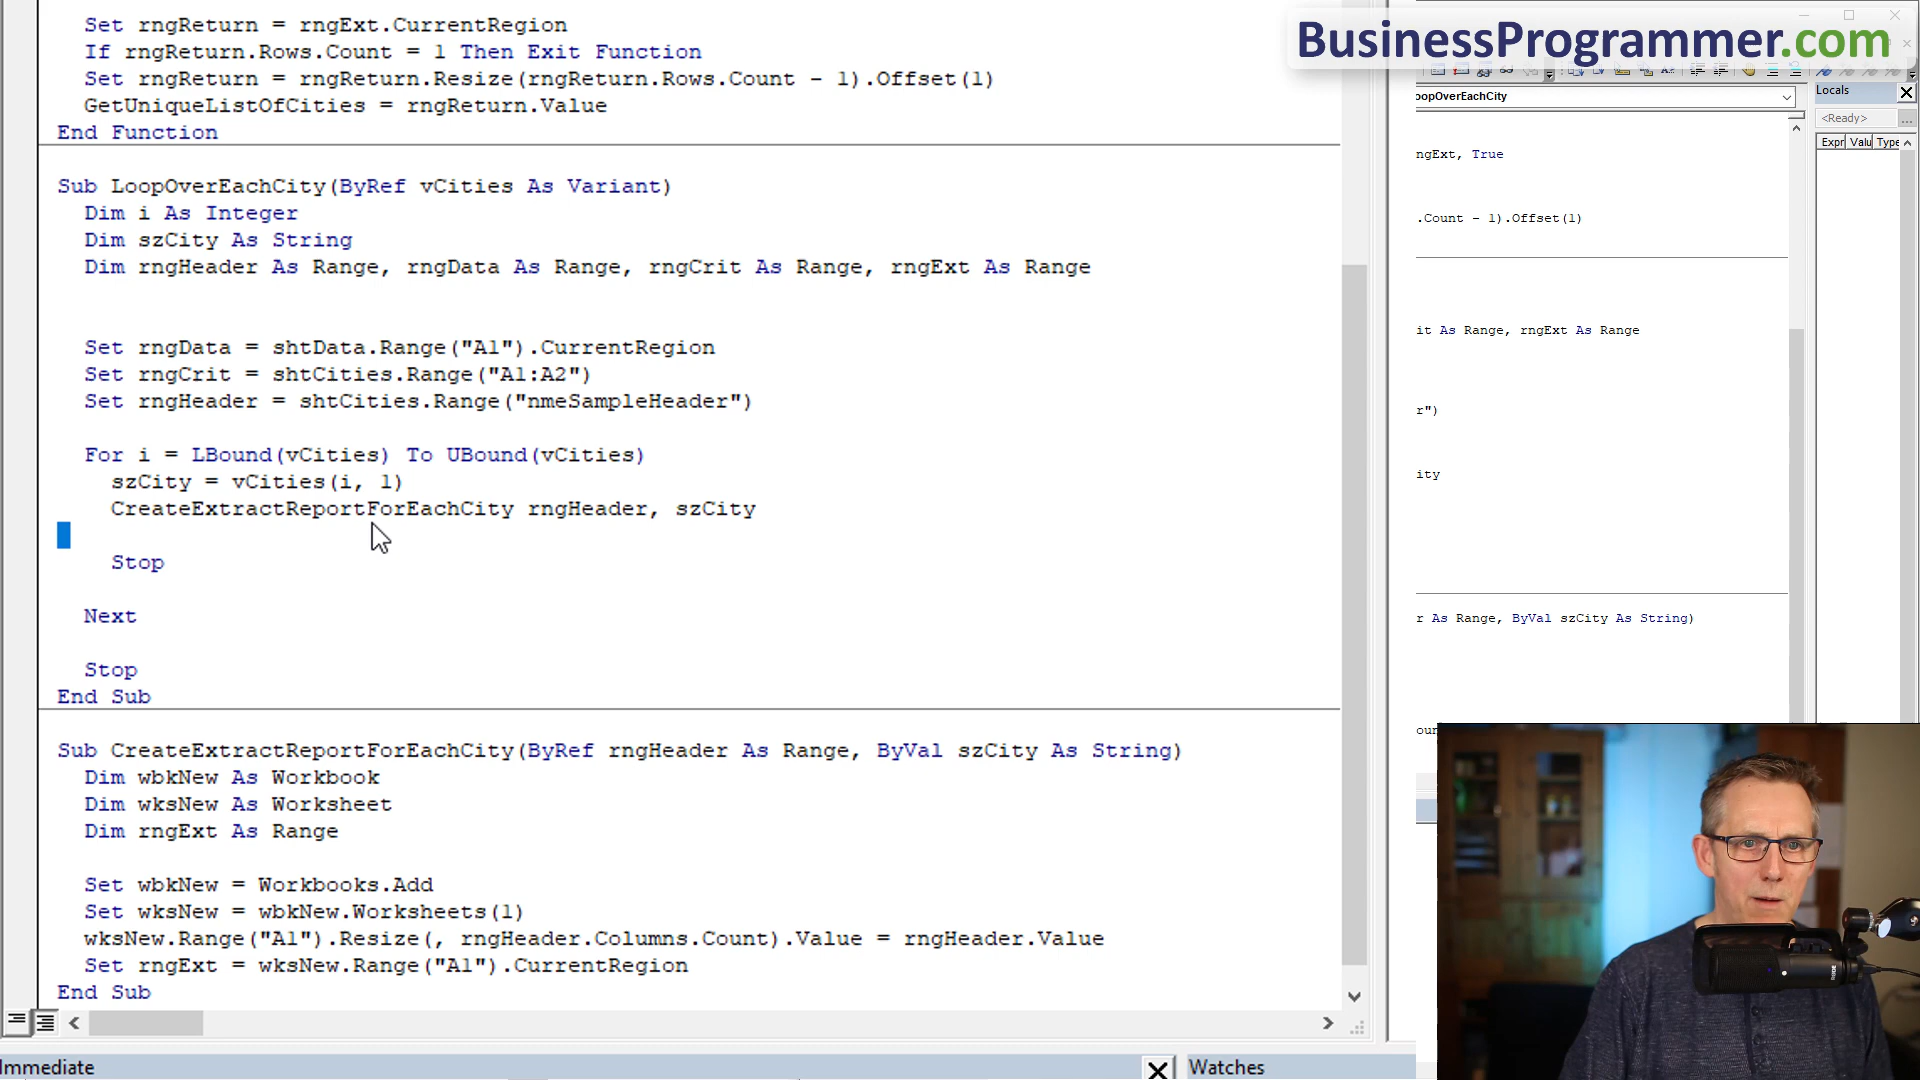 Set rngReturn = rngExt.CurrentRegion
If rngReturn.Rows.Count = 1 Then Exit Function
Set rngReturn = rngReturn.Resize(rngReturn.Rows.Count - 1).Offset(1)
GetUniqueListOfCities = rngReturn.Value
End Function
Sub LoopOverEachCity(ByRef vCities As Variant)
Dim i As Integer
Dim szCity As String
Dim rngHeader As Range, rngData As Range, rngCrit As Range, rngExt As Range
Set rngData = shtData.Range("A1").CurrentRegion
Set rngCrit = shtCities.Range("A1:A2")
Set rngHeader = shtCities.Range("nmeSampleHeader")
For i = LBound(vCities) To UBound(vCities)
szCity = vCities(i, 1)
CreateExtractReportForEachCity rngHeader, szCity
Stop
Next
Stop
End Sub
Sub CreateExtractReportForEachCity(ByRef rngHeader As Range, ByVal szCity As String)
Dim wbkNew As Workbook
Dim wksNew As Worksheet
Dim rngExt As Range
Set wbkNew = Workbooks.Add
Set wksNew = wbkNew.Worksheets(1)
wksNew.Range("A1").Resize(, rngHeader.Columns.Count).Value = rngHeader.Value
Set rngExt = wksNew.Range("A1").CurrentRegion
End Sub
Immediate
Watches
BusinessProgrammer.com
oopOverEachCity
Locals
<Ready>
...
Expr Valu Type
ngExt, True
.Count - 1).Offset(1)
it As Range, rngExt As Range
r")
ity
r As Range, ByVal szCity As String)
oun